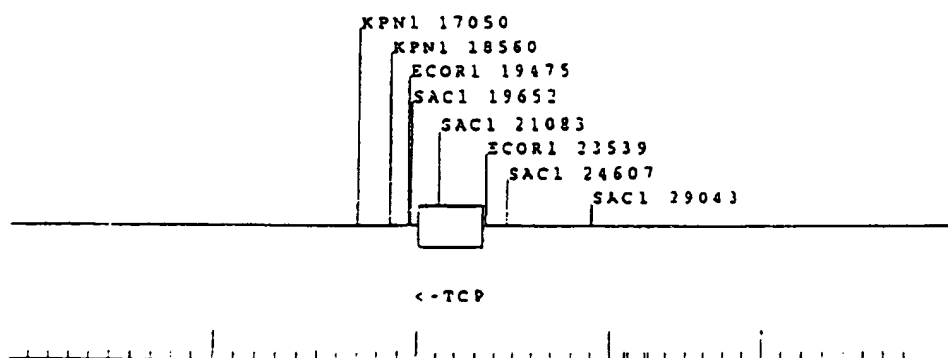 KPN1 17050
KPN1 18560
ECOR1 19475
SAC1 19652
SAC1 21083
ECOR1 23539
SAC1 24607
SAC1 29043
<-TCP